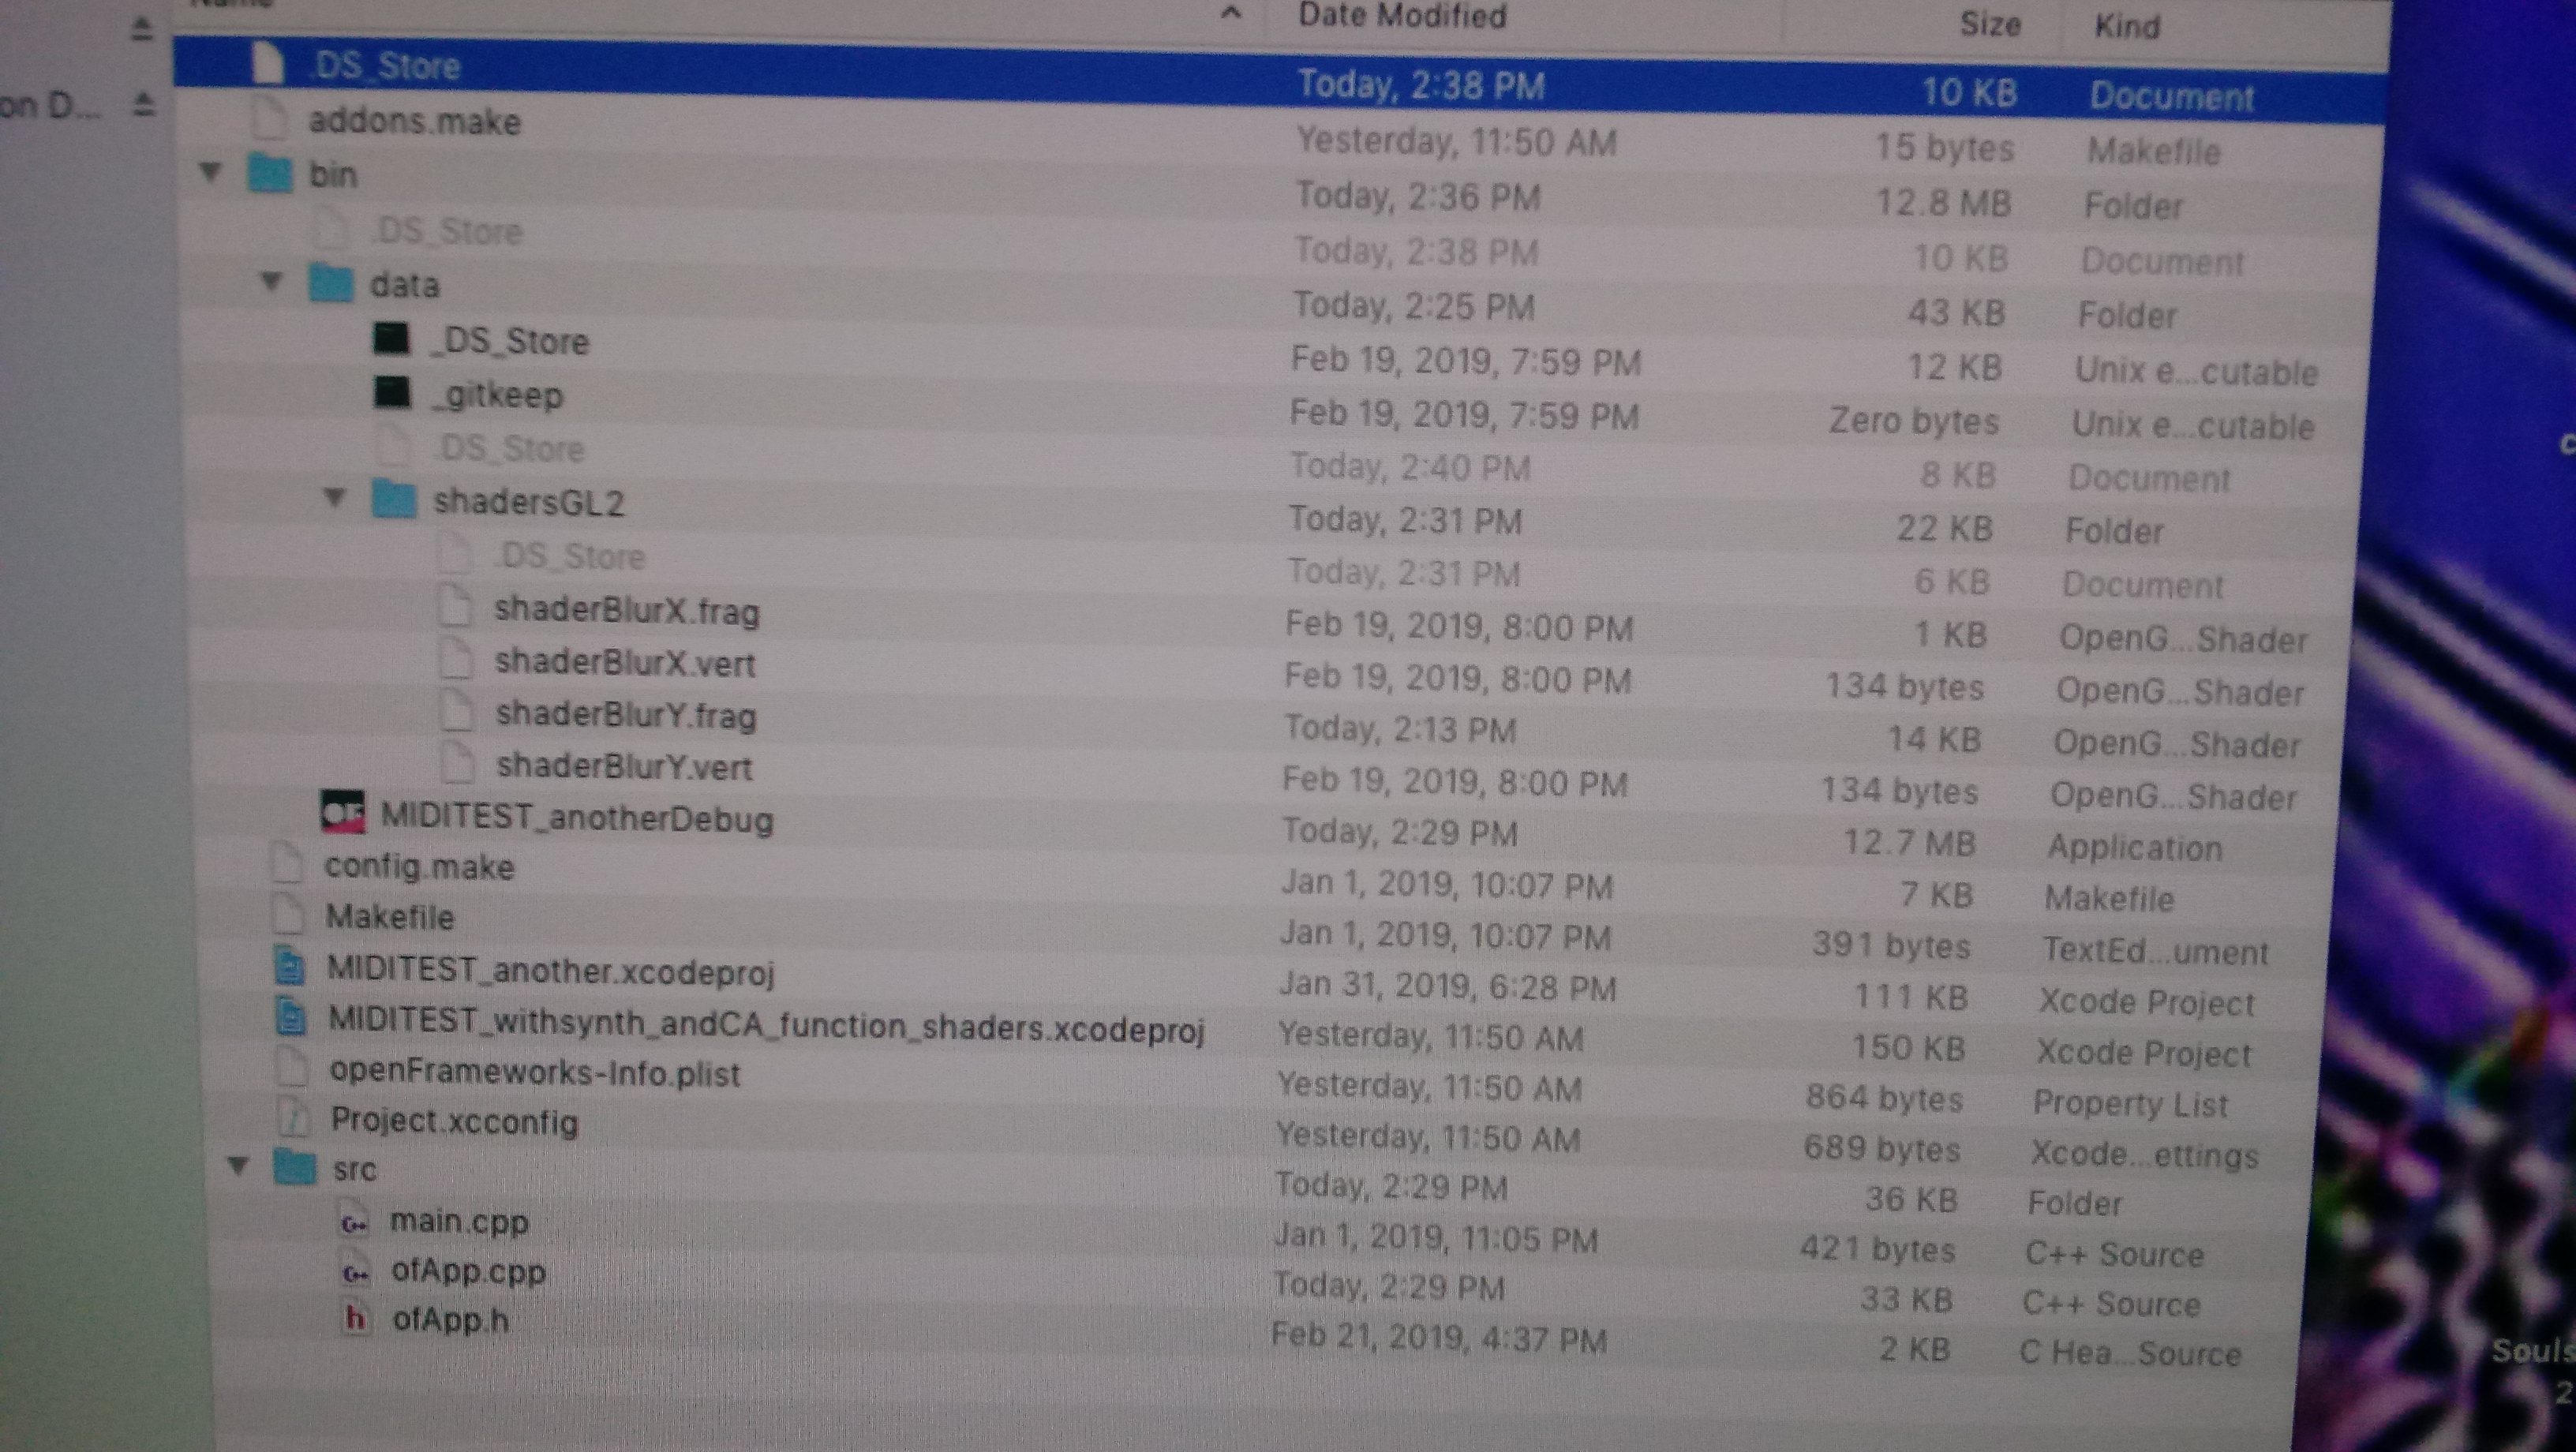 Name Date Modified Size Kind
.DS_Store Today, 2:38 PM 10 KB Document
on D...
addons.make Yesterday, 11:50 AM 15 bytes Makefile
bin Today, 2:36 PM 12.8 MB Folder
.DS_Store Today, 2:38 PM 10 KB Document
data Today, 2:25 PM 43 KB Folder
_DS_Store Feb 19, 2019, 7:59 PM 12 KB Unix e...cutable
_gitkeep Feb 19, 2019, 7:59 PM Zero bytes Unix e...cutable
.DS_Store Today, 2:40 PM 8 KB Document
shadersGL2 Today, 2:31 PM 22 KB Folder
.DS_Store Today, 2:31 PM 6 KB Document
shaderBlurX.frag Feb 19, 2019, 8:00 PM 1 KB OpenG...Shader
shaderBlurX.vert Feb 19, 2019, 8:00 PM 134 bytes OpenG...Shader
shaderBlurY.frag Today, 2:13 PM 14 KB OpenG...Shader
shaderBlurY.vert Feb 19, 2019, 8:00 PM 134 bytes OpenG...Shader
MIDITEST_anotherDebug Today, 2:29 PM 12.7 MB Application
config.make Jan 1, 2019, 10:07 PM 7 KB Makefile
Makefile Jan 1, 2019, 10:07 PM 391 bytes TextEd...ument
MIDITEST_another.xcodeproj Jan 31, 2019, 6:28 PM 111 KB Xcode Project
MIDITEST_withsynth_andCA_function_shaders.xcodeproj Yesterday, 11:50 AM 150 KB Xcode Project
openFrameworks-Info.plist Yesterday, 11:50 AM 864 bytes Property List
Project.xcconfig Yesterday, 11:50 AM 689 bytes Xcode...ettings
src Today, 2:29 PM 36 KB Folder
main.cpp Jan 1, 2019, 11:05 PM 421 bytes C++ Source
ofApp.cpp Today, 2:29 PM 33 KB C++ Source
ofApp.h Feb 21, 2019, 4:37 PM 2 KB C Hea...Source
Souls
2